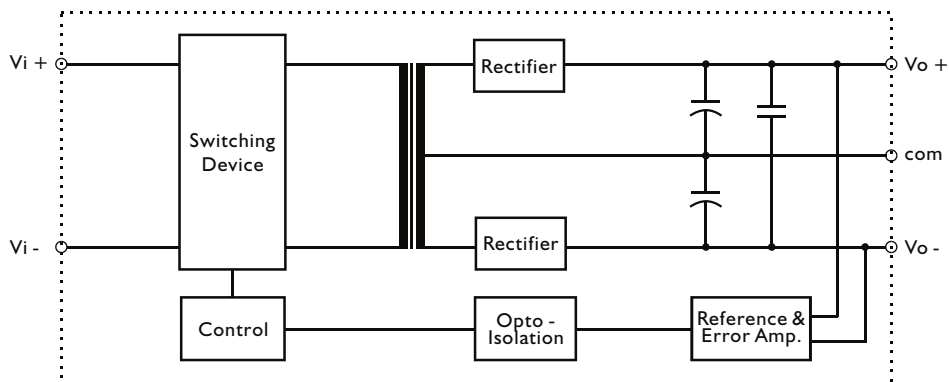 Vi +
Switching
Device
Rectifier
Vo +
com
Vi -
Rectifier
Vo -
Control
Opto -
Isolation
Reference &
Error Amp.